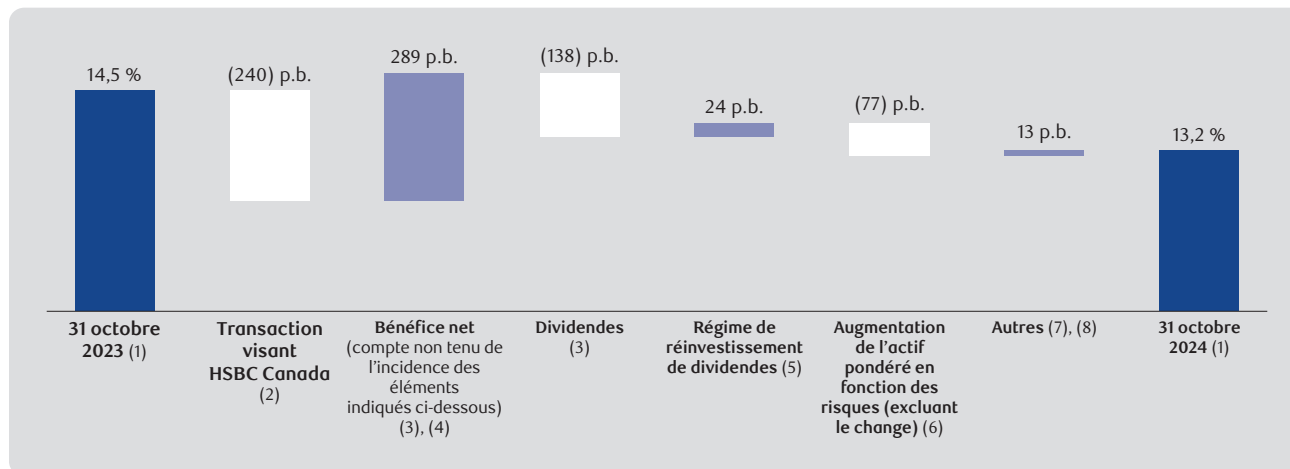 14,5 %
(240) p.b.
289 p.b.
(138) p.b.
24 p.b.
(77) p.b.
13 p.b.
13,2 %
31 octobre
2023 (1)
Transaction
visant
HSBC Canada
(2)
Bénéfice net
(compte non tenu de
l'incidence des
éléments
indiqués ci-dessous)
(3), (4)
Dividendes
(3)
Régime de
réinvestissement
de dividendes (5)
Augmentation
de l'actif
pondéré en
fonction des
risques (excluant
le change) (6)
Autres (7), (8)
31 octobre
2024 (1)